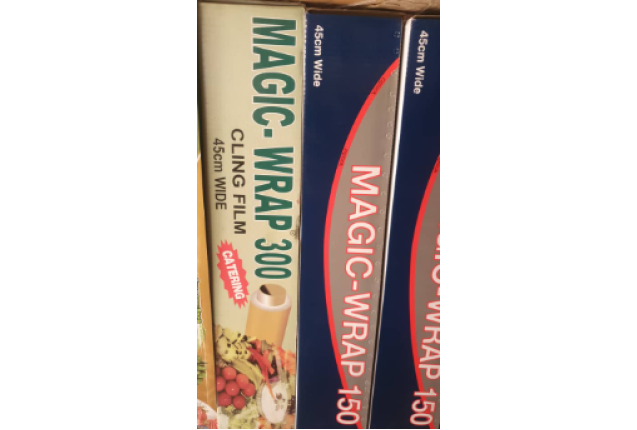 MAGIC- WRAP 300
CLING FILM
45cm WIDE
CATERING
45cm Wide
MAGIC-WRAP 150
45cm Wide
-WRAP 150